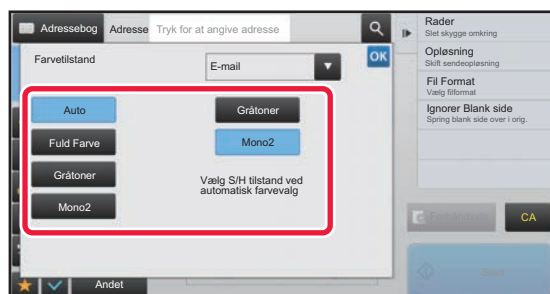 Adressebog
Adresse
Tryk for at angive adresse
Farvetilstand
E-mail
OK
Auto
Gråtoner
Fuld Farve
Mono2
Gråtoner
Vælg S/H tilstand ved
automatisk farvevalg
Mono2
Andet
Rader
Slet skygge omkring
Opløsning
Skift sendeopløsning
Fil Format
Vælg filformat
Ignorer Blank side
Spring blank side over i orig.
CA
Start